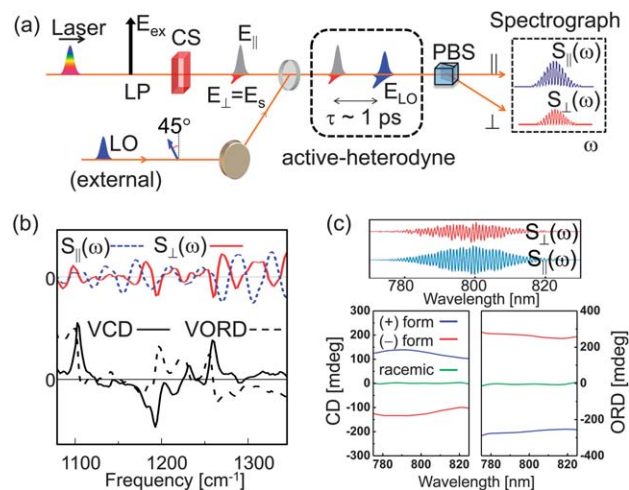 (a)
Laser
E_ex
CS
E_||
LP
E_⊥=E_s
E_LO
τ ~ 1 ps
PBS
||
⊥
Spectrograph
S_||(ω)
S_⊥(ω)
ω
45°
LO
(external)
active-heterodyne
(b)
S_||(ω) S_⊥(ω)
0
VCD VORD
0
1100 1200 1300
Frequency [cm⁻¹]
(c)
S_⊥(ω)
S_||(ω)
780 800 820
Wavelength [nm]
300
200
100
0
-100
-200
-300
CD [mdeg]
(+) form
(−) form
racemic
780 800 820
780 800 820
Wavelength [nm]
400
200
0
-200
-400
ORD [mdeg]